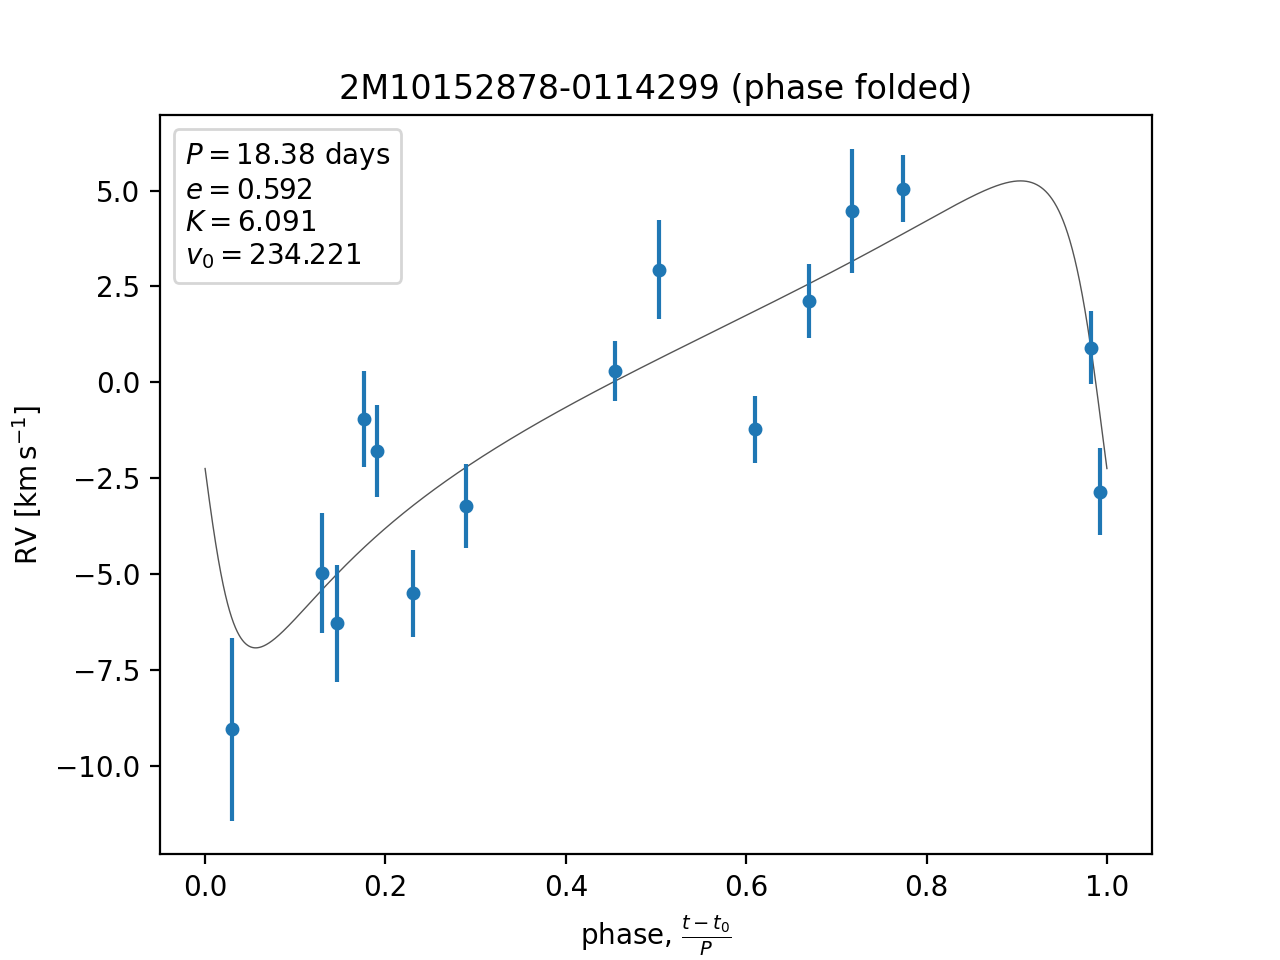 2M10152878-0114299 (phase folded)
P = 18.38 days
e = 0.592
K = 6.091
v₀ = 234.221
5.0
2.5
0.0
−2.5
−5.0
−7.5
−10.0
RV [km s⁻¹]
0.0 0.2 0.4 0.6 0.8 1.0
phase, (t − t₀)/P